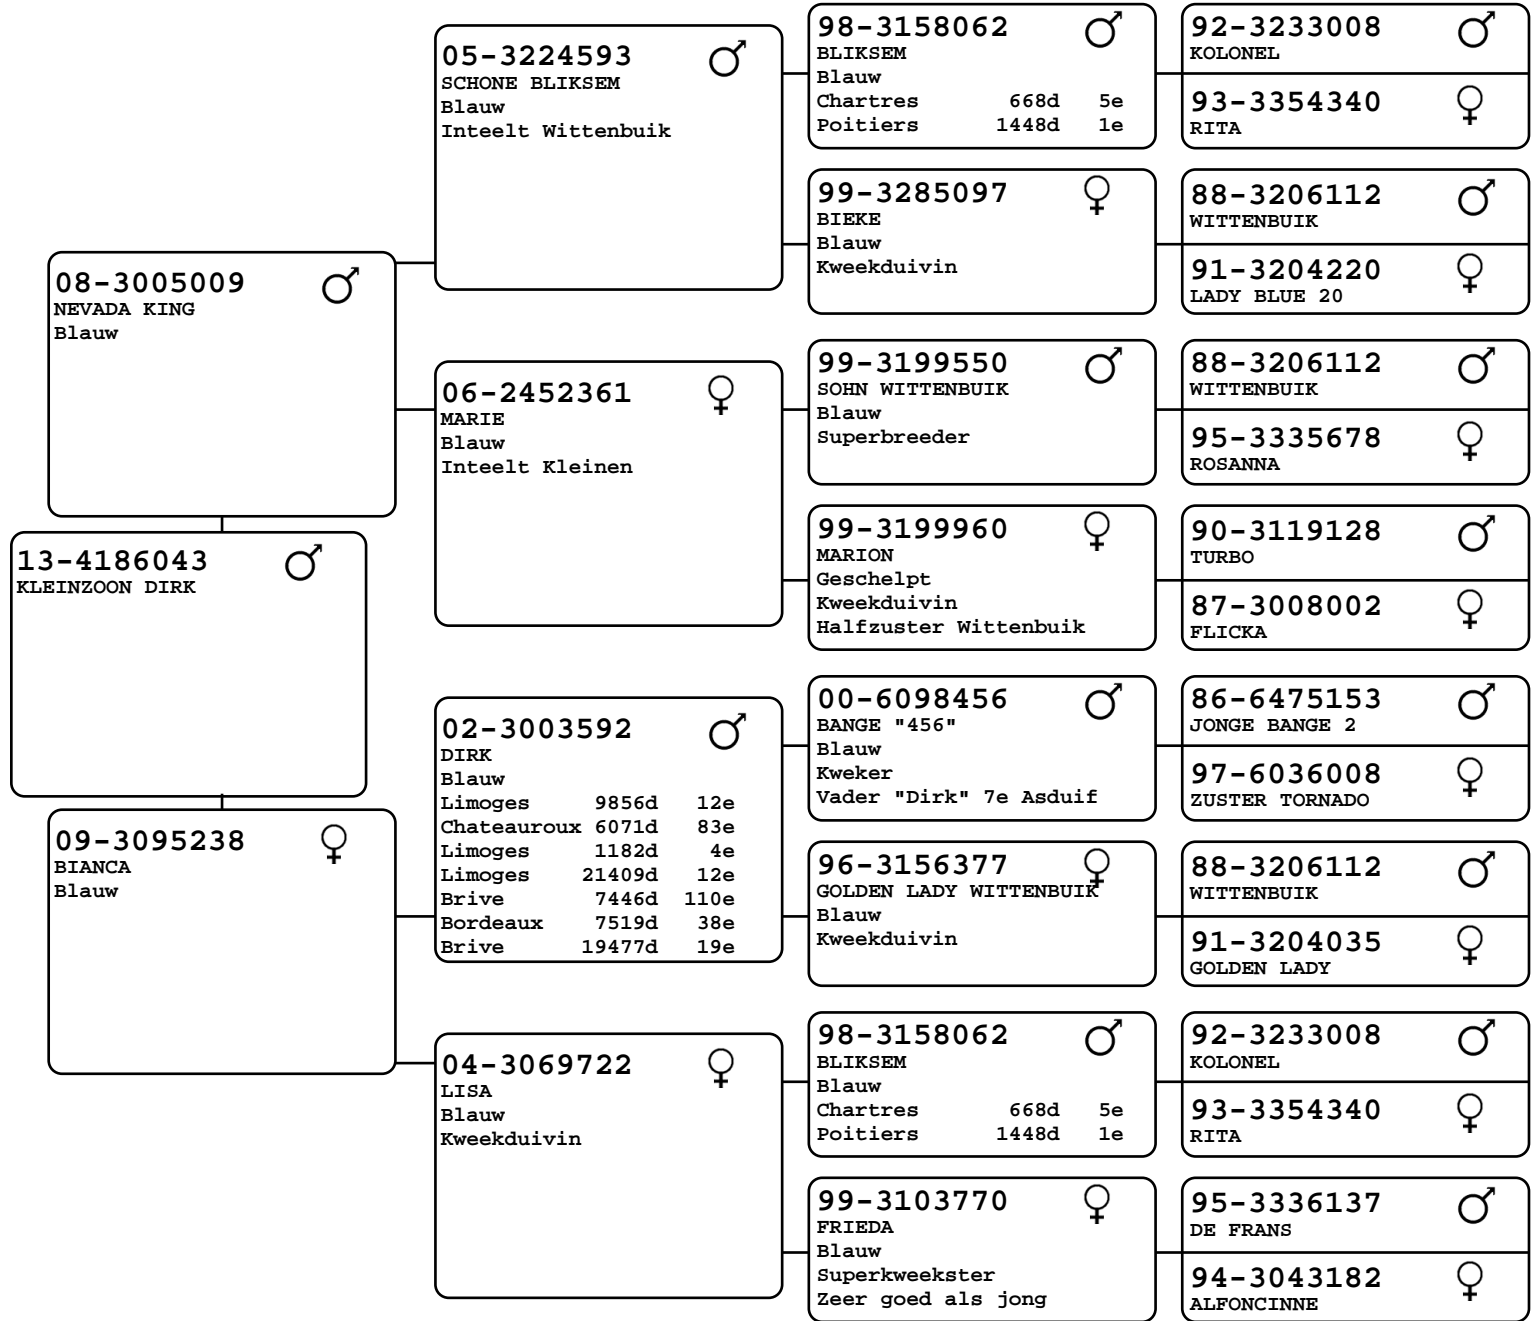 98-3158062
BLIKSEM
Blauw
Chartres 668d 5e
Poitiers 1448d 1e
92-3233008
KOLONEL
93-3354340
RITA
05-3224593
SCHONE BLIKSEM
Blauw
Inteelt Wittenbuik
99-3285097
BIEKE
Blauw
Kweekduivin
88-3206112
WITTENBUIK
91-3204220
LADY BLUE 20
08-3005009
NEVADA KING
Blauw
99-3199550
SOHN WITTENBUIK
Blauw
Superbreeder
88-3206112
WITTENBUIK
95-3335678
ROSANNA
06-2452361
MARIE
Blauw
Inteelt Kleinen
99-3199960
MARION
Geschelpt
Kweekduivin
Halfzuster Wittenbuik
90-3119128
TURBO
87-3008002
FLICKA
13-4186043
KLEINZOON DIRK
00-6098456
BANGE "456"
Blauw
Kweker
Vader "Dirk" 7e Asduif
86-6475153
JONGE BANGE 2
97-6036008
ZUSTER TORNADO
02-3003592
DIRK
Blauw
Limoges 9856d 12e
Chateauroux 6071d 83e
Limoges 1182d 4e
Limoges 21409d 12e
Brive 7446d 110e
Bordeaux 7519d 38e
Brive 19477d 19e
96-3156377
GOLDEN LADY WITTENBUIK
Blauw
Kweekduivin
88-3206112
WITTENBUIK
91-3204035
GOLDEN LADY
09-3095238
BIANCA
Blauw
98-3158062
BLIKSEM
Blauw
Chartres 668d 5e
Poitiers 1448d 1e
92-3233008
KOLONEL
93-3354340
RITA
04-3069722
LISA
Blauw
Kweekduivin
99-3103770
FRIEDA
Blauw
Superkweekster
Zeer goed als jong
95-3336137
DE FRANS
94-3043182
ALFONCINNE